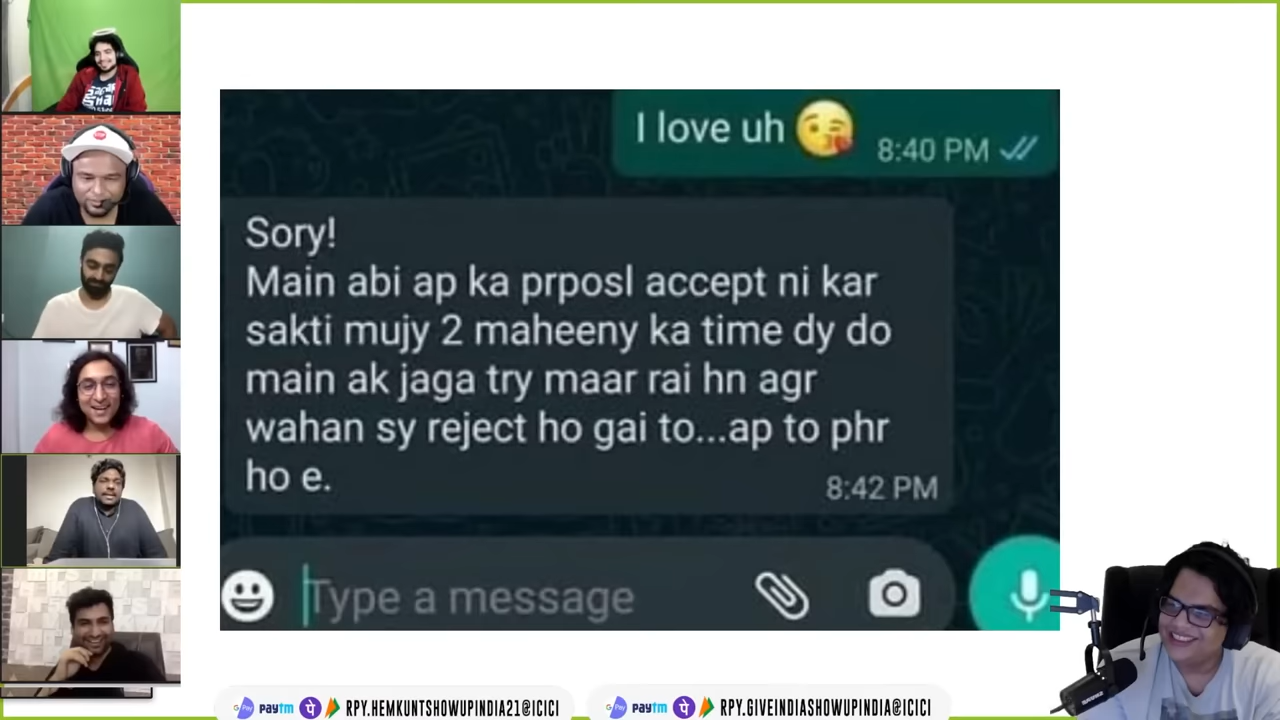 I love uh 😘 8:40 PM
Sory!
Main abi ap ka prposl accept ni kar
sakti mujy 2 maheeny ka time dy do
main ak jaga try maar rai hn agr
wahan sy reject ho gai to...ap to phr
ho e.
8:42 PM
Type a message
G Pay paytm पे RPY.HEMKUNTSHOWUPINDIA21@ICICI
G Pay paytm पे RPY.GIVEINDIASHOWUPINDIA@ICICI